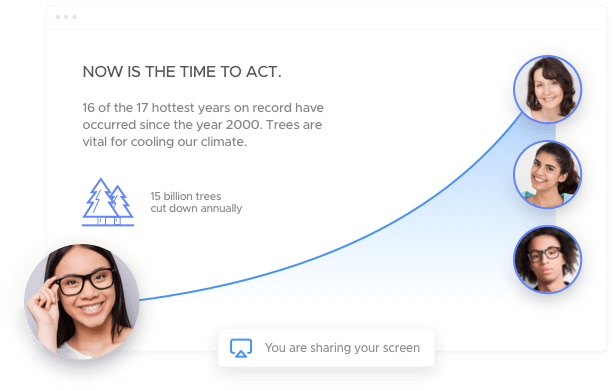 NOW IS THE TIME TO ACT.
16 of the 17 hottest years on record have
occurred since the year 2000. Trees are
vital for cooling our climate.
15 billion trees
cut down annually
You are sharing your screen